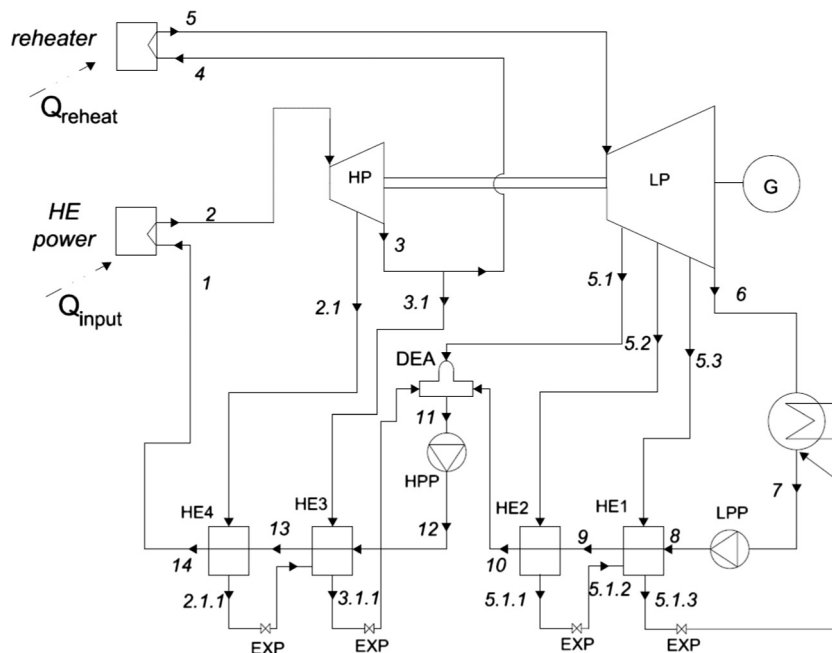 5
reheater
4
Qreheat
HP
LP
G
HE
power
2
3
1
3.1
2.1
5.1
6
Qinput
5.2
DEA
5.3
11
HPP
7
HE4
HE3
HE2
HE1
LPP
13
12
9
8
14
10
2.1.1
3.1.1
5.1.1
5.1.2
5.1.3
EXP
EXP
EXP
EXP